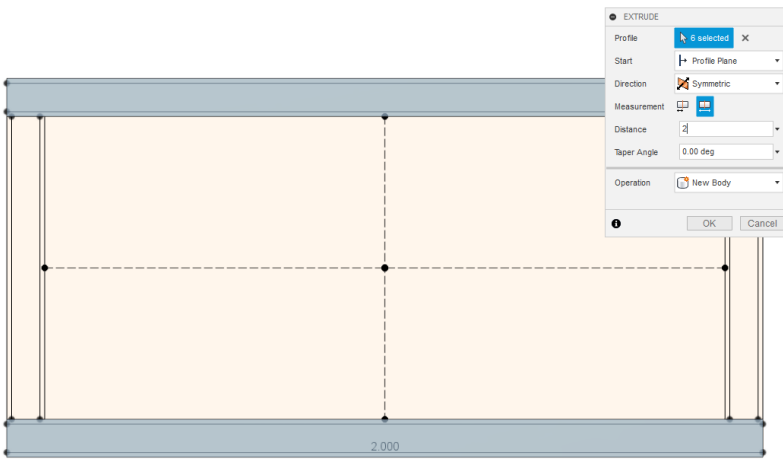 EXTRUDE
Profile 6 selected
Start Profile Plane
Direction Symmetric
Measurement
Distance 2
Taper Angle 0.00 deg
Operation New Body
OK Cancel
2.000